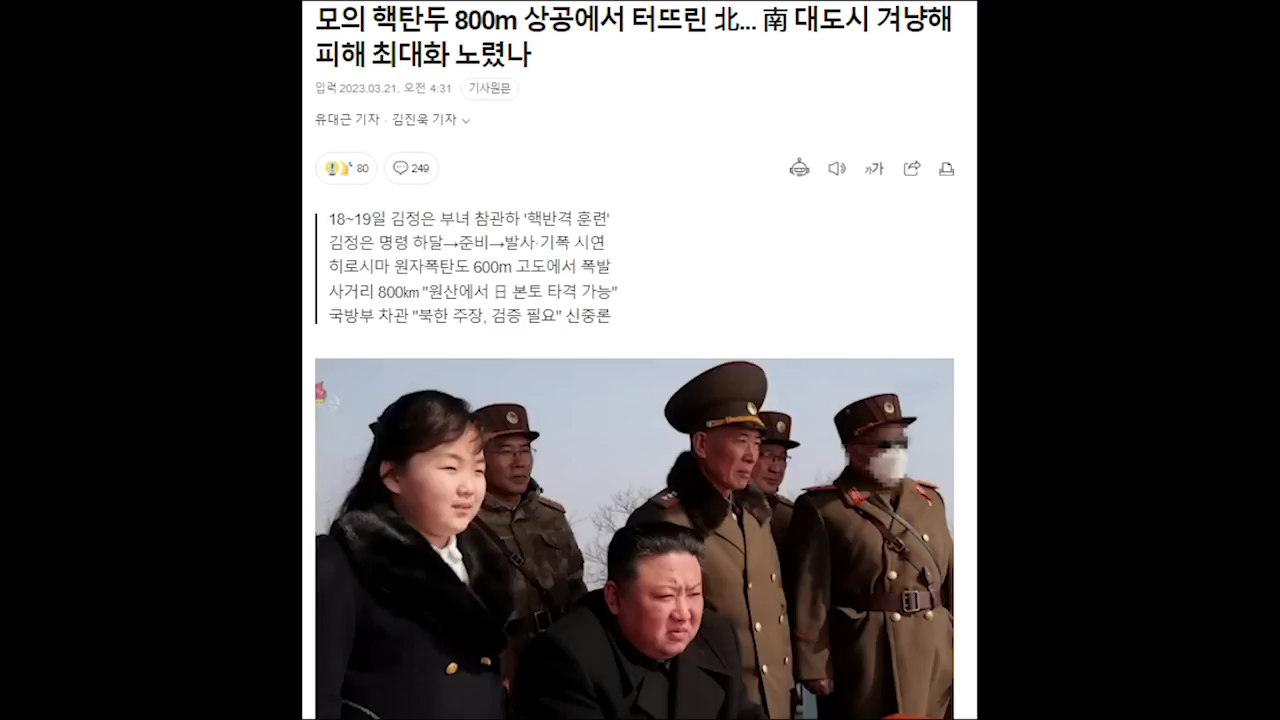 모의 핵탄두 800m 상공에서 터뜨린 北... 南 대도시 겨냥해
피해 최대화 노렸나
입력 2023.03.21. 오전 4:31 기사원문
유대근 기자 · 김진욱 기자
80 249
가가
18~19일 김정은 부녀 참관하 '핵반격 훈련'
김정은 명령 하달→준비→발사·기폭 시연
히로시마 원자폭탄도 600m 고도에서 폭발
사거리 800㎞ "원산에서 日 본토 타격 가능"
국방부 차관 "북한 주장, 검증 필요" 신중론